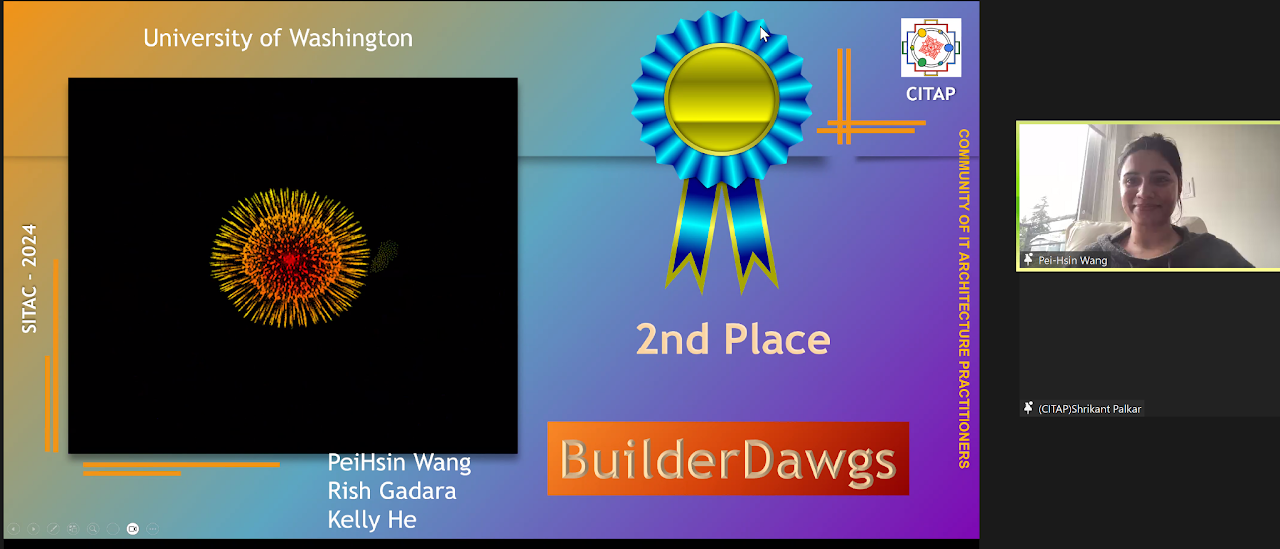 University of Washington
CITAP
COMMUNITY OF IT ARCHITECTURE PRACTITIONERS
SITAC - 2024
2nd Place
BuilderDawgs
PeiHsin Wang
Rish Gadara
Kelly He
Pei-Hsin Wang
(CITAP)Shrikant Palkar